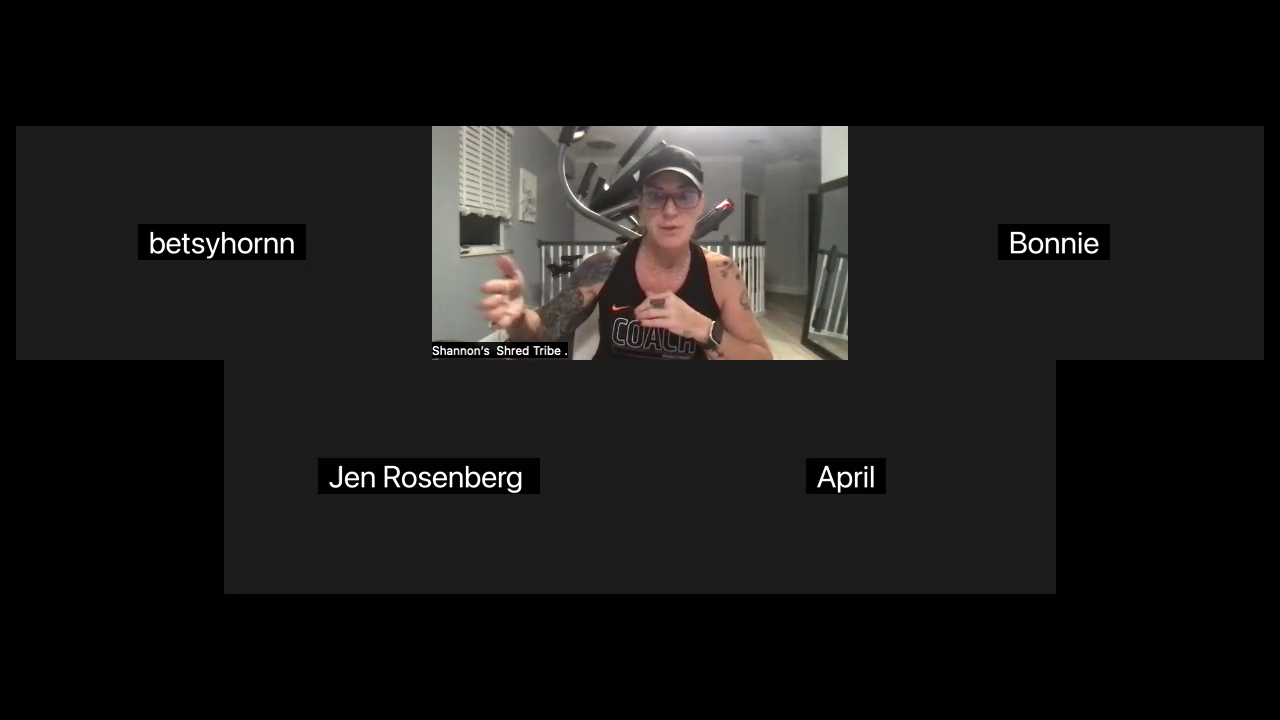 betsyhornn
Bonnie
COACH
Shannon's  Shred Tribe .
Jen Rosenberg
April